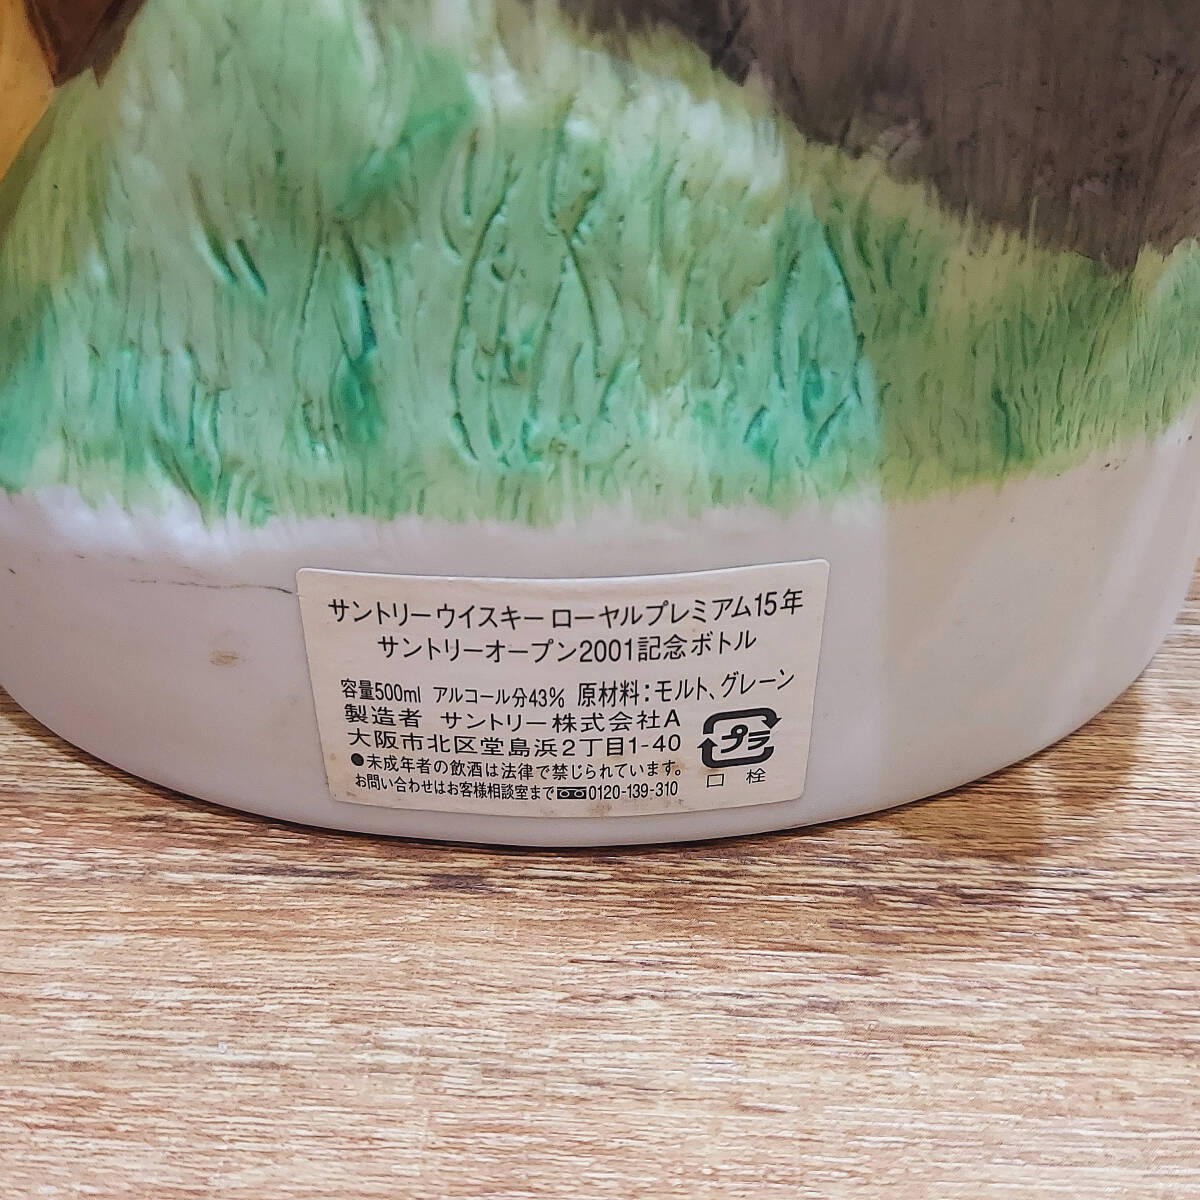 サントリーウイスキー ローヤルプレミアム15年
サントリーオープン2001記念ボトル
容量500ml アルコール分43% 原材料：モルト、グレーン
製造者 サントリー株式会社A
大阪市北区堂島浜2丁目1-40
●未成年者の飲酒は法律で禁じられています。
お問い合わせはお客様相談室まで 0120-139-310
プラ
口栓